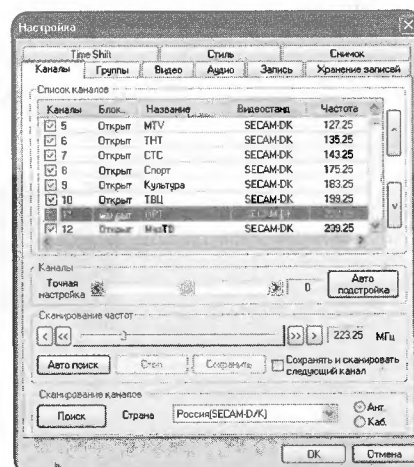 Настройка
Time Shift Стиль Снимок
Каналы Группы Видео Аудио Запись Хранение записей
Список каналов
Каналы Блок... Название Видеостанд Частота
5 Открыт MTV SECAM-DK 127.25
6 Открыт ТНТ SECAM-DK 135.25
7 Открыт СТС SECAM-DK 143.25
8 Открыт Спорт SECAM-DK 175.25
9 Открыт Культура SECAM-DK 183.25
10 Открыт ТВЦ SECAM-DK 199.25
11 Открыт ОРТ
12 Открыт МузТВ SECAM-DK 239.25
Каналы
Точная настройка 0 Авто подстройка
Сканирование частот
< << >> > 223.25 МГц
Авто поиск Стоп Сохранить Сохранять и сканировать следующий канал
Сканирование каналов
Поиск Страна Россия(SECAM-D/K) Ант.
Каб.
OK Отмена